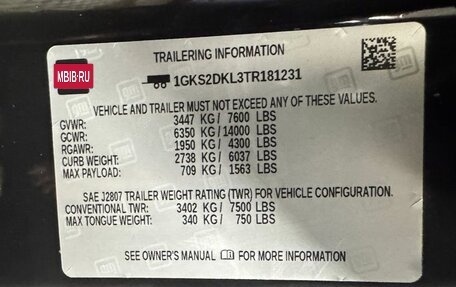 TRAILERING INFORMATION
MBIB.RU
1GKS2DKL3TR181231
VEHICLE AND TRAILER MUST NOT EXCEED ANY OF THESE VALUES.
GVWR: 3447 KG / 7600 LBS
GCWR: 6350 KG / 14000 LBS
RGAWR: 1950 KG / 4300 LBS
CURB WEIGHT: 2738 KG / 6037 LBS
MAX PAYLOAD: 709 KG / 1563 LBS
SAE J2807 TRAILER WEIGHT RATING (TWR) FOR VEHICLE CONFIGURATION.
CONVENTIONAL TWR: 3402 KG / 7500 LBS
MAX TONGUE WEIGHT: 340 KG / 750 LBS
SEE OWNER'S MANUAL FOR MORE INFORMATION